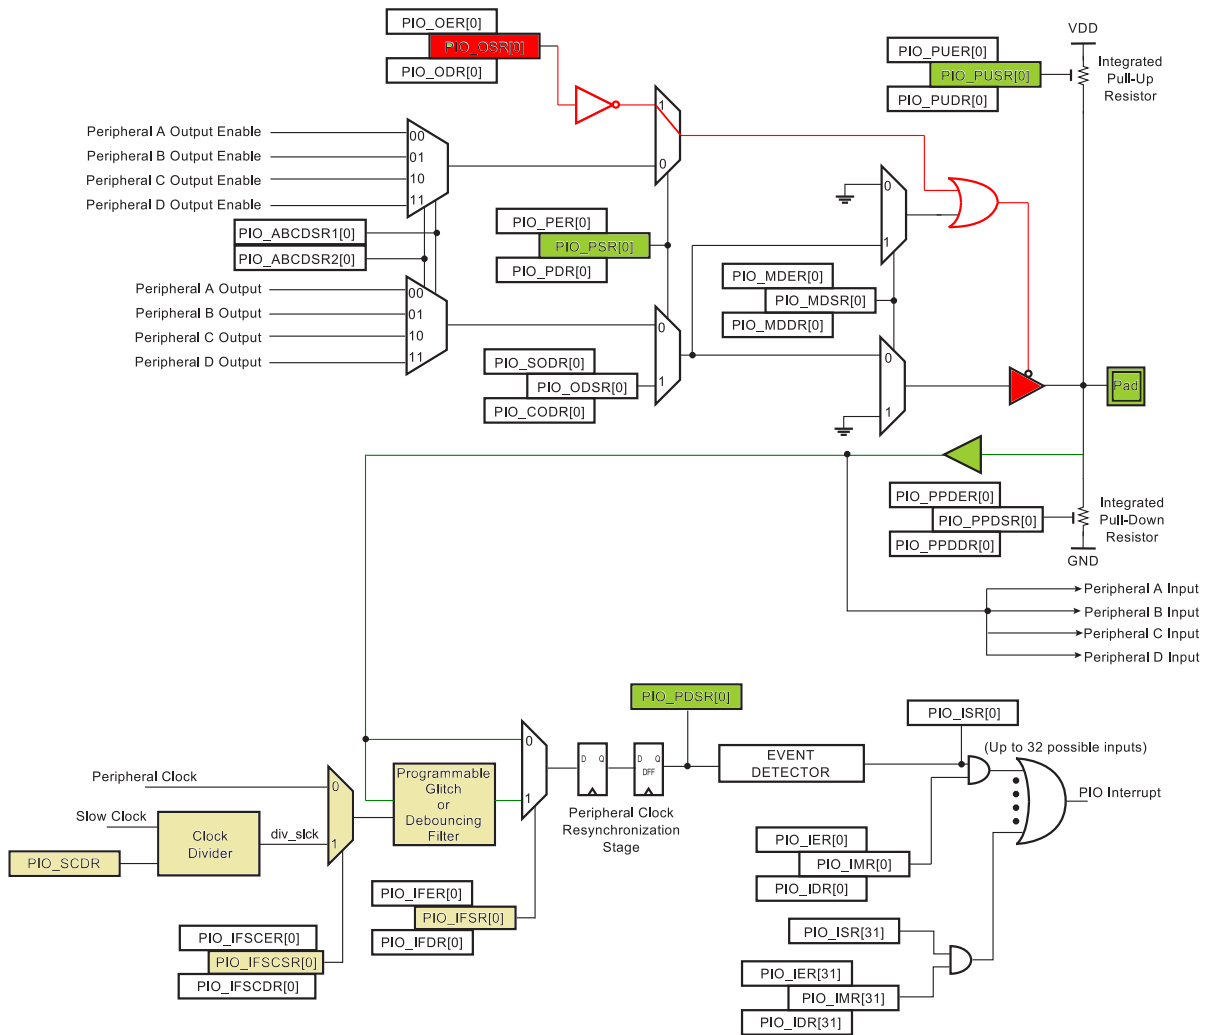 PIO_OER[0]
PIO_OSR[0]
PIO_ODR[0]
VDD
PIO_PUER[0]
PIO_PUSR[0]
PIO_PUDR[0]
Integrated
Pull-Up
Resistor
Peripheral A Output Enable
Peripheral B Output Enable
Peripheral C Output Enable
Peripheral D Output Enable
00
01
10
11
1
0
PIO_ABCDSR1[0]
PIO_ABCDSR2[0]
PIO_PER[0]
PIO_PSR[0]
PIO_PDR[0]
0
1
PIO_MDER[0]
PIO_MDSR[0]
PIO_MDDR[0]
Peripheral A Output
Peripheral B Output
Peripheral C Output
Peripheral D Output
00
01
10
11
0
1
PIO_SODR[0]
PIO_ODSR[0]
PIO_CODR[0]
0
1
Pad
PIO_PPDER[0]
PIO_PPDSR[0]
PIO_PPDDR[0]
Integrated
Pull-Down
Resistor
GND
Peripheral A Input
Peripheral B Input
Peripheral C Input
Peripheral D Input
PIO_PDSR[0]
PIO_ISR[0]
(Up to 32 possible inputs)
Peripheral Clock
Slow Clock
PIO_SCDR
Clock
Divider
div_slck
0
1
Programmable
Glitch
or
Debouncing
Filter
0
1
D Q
D Q
DFF
Peripheral Clock
Resynchronization
Stage
EVENT
DETECTOR
PIO Interrupt
PIO_IER[0]
PIO_IMR[0]
PIO_IDR[0]
PIO_IFER[0]
PIO_IFSR[0]
PIO_IFDR[0]
PIO_IFSCER[0]
PIO_IFSCSR[0]
PIO_IFSCDR[0]
PIO_ISR[31]
PIO_IER[31]
PIO_IMR[31]
PIO_IDR[31]